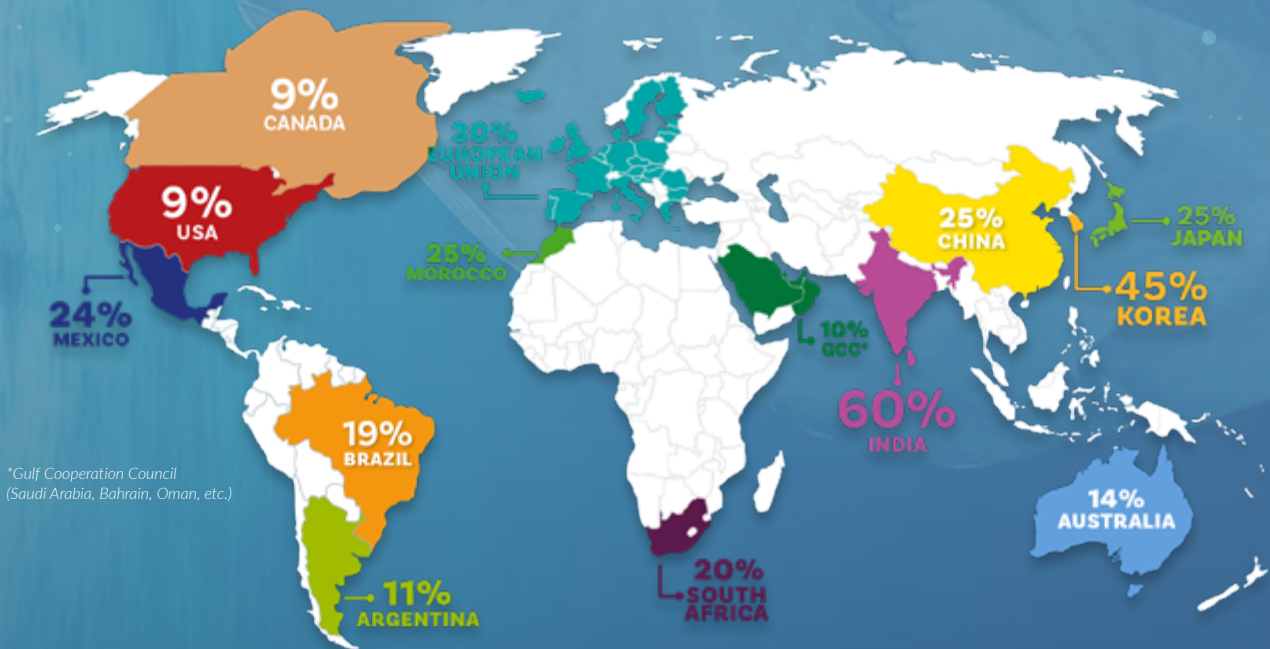 9%
CANADA
9%
USA
30%
EUROPEAN
UNION
25%
CHINA
25%
JAPAN
25%
MOROCCO
24%
MEXICO
45%
KOREA
10%
GCC*
60%
INDIA
19%
BRAZIL
*Gulf Cooperation Council
(Saudi Arabia, Bahrain, Oman, etc.)
14%
AUSTRALIA
20%
SOUTH
AFRICA
11%
ARGENTINA